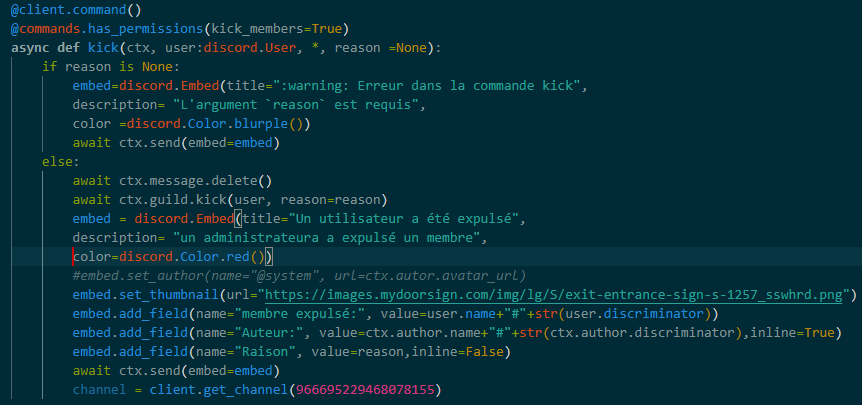 @client.command()
@commands.has_permissions(kick_members=True)
async def kick(ctx, user:discord.User, *, reason =None):
    if reason is None:
        embed=discord.Embed(title=":warning: Erreur dans la commande kick",
        description= "L'argument `reason` est requis",
        color =discord.Color.blurple())
        await ctx.send(embed=embed)
    else:
        await ctx.message.delete()
        await ctx.guild.kick(user, reason=reason)
        embed = discord.Embed(title="Un utilisateur a été expulsé",
        description= "un administrateura a expulsé un membre",
        color=discord.Color.red())
        #embed.set_author(name="@system", url=ctx.autor.avatar_url)
        embed.set_thumbnail(url="https://images.mydoorsign.com/img/lg/S/exit-entrance-sign-s-1257_sswhrd.png")
        embed.add_field(name="membre expulsé:", value=user.name+"#"+str(user.discriminator))
        embed.add_field(name="Auteur:", value=ctx.author.name+"#"+str(ctx.author.discriminator),inline=True)
        embed.add_field(name="Raison", value=reason,inline=False)
        await ctx.send(embed=embed)
        channel = client.get_channel(966695229468078155)